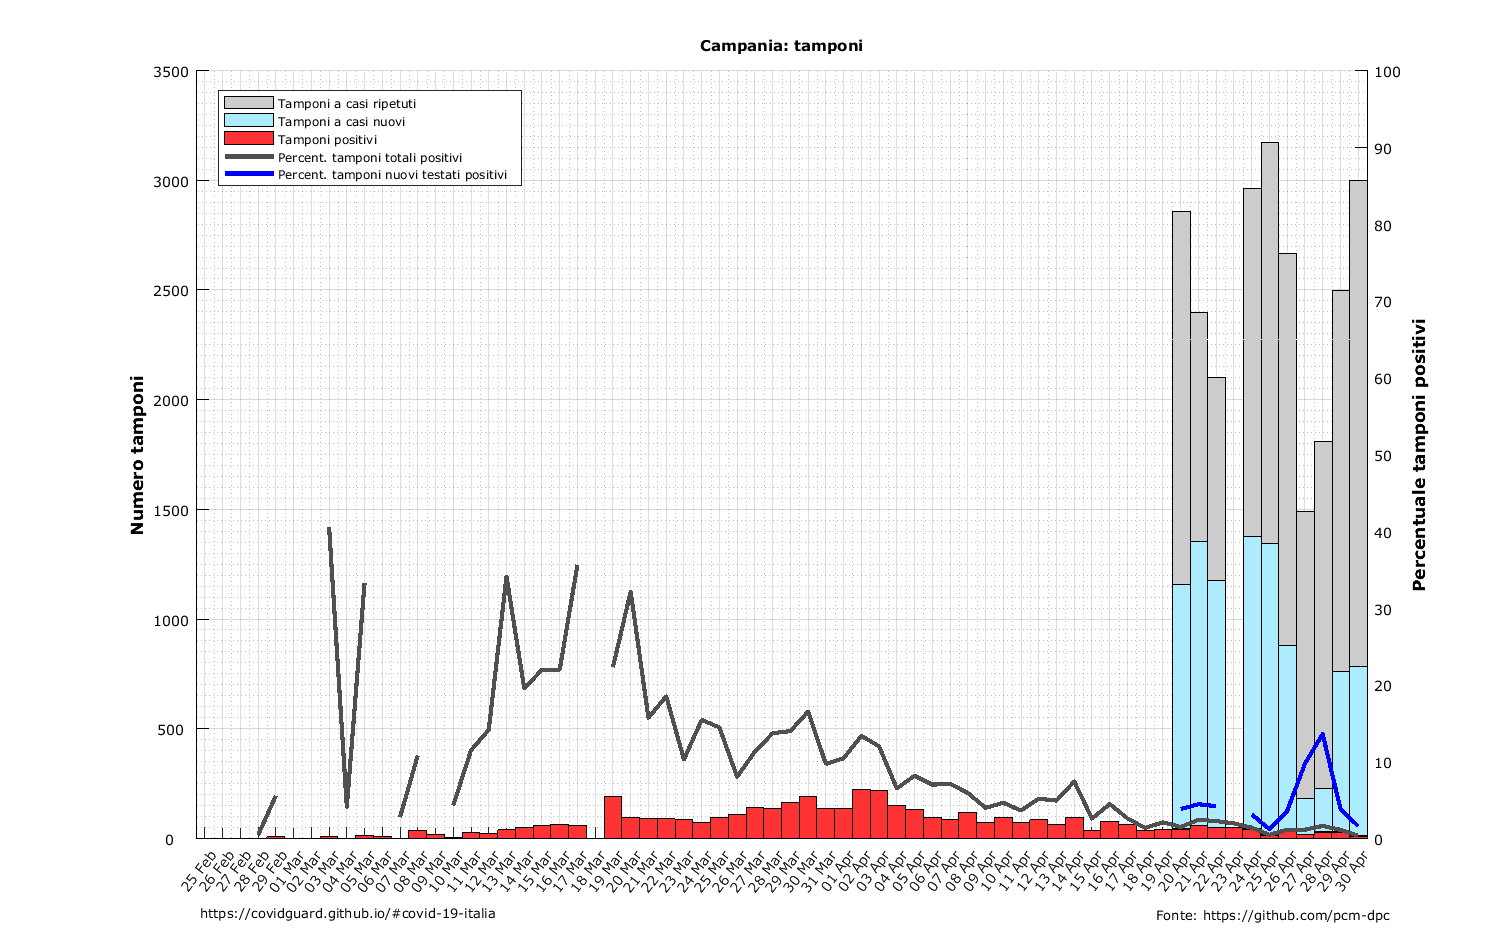 Campania: tamponi
3500
3000
2500
2000
1500
1000
500
0
Numero tamponi
Tamponi a casi ripetuti
Tamponi a casi nuovi
Tamponi positivi
Percent. tamponi totali positivi
Percent. tamponi nuovi testati positivi
100
90
80
70
60
50
40
30
20
10
0
Percentuale tamponi positivi
25 Feb
26 Feb
27 Feb
28 Feb
29 Feb
01 Mar
02 Mar
03 Mar
04 Mar
05 Mar
06 Mar
07 Mar
08 Mar
09 Mar
10 Mar
11 Mar
12 Mar
13 Mar
14 Mar
15 Mar
16 Mar
17 Mar
18 Mar
19 Mar
20 Mar
21 Mar
22 Mar
23 Mar
24 Mar
25 Mar
26 Mar
27 Mar
28 Mar
29 Mar
30 Mar
31 Mar
01 Apr
02 Apr
03 Apr
04 Apr
05 Apr
06 Apr
07 Apr
08 Apr
09 Apr
10 Apr
11 Apr
12 Apr
13 Apr
14 Apr
15 Apr
16 Apr
17 Apr
18 Apr
19 Apr
20 Apr
21 Apr
22 Apr
23 Apr
24 Apr
25 Apr
26 Apr
27 Apr
28 Apr
29 Apr
30 Apr
https://covidguard.github.io/#covid-19-italia
Fonte: https://github.com/pcm-dpc